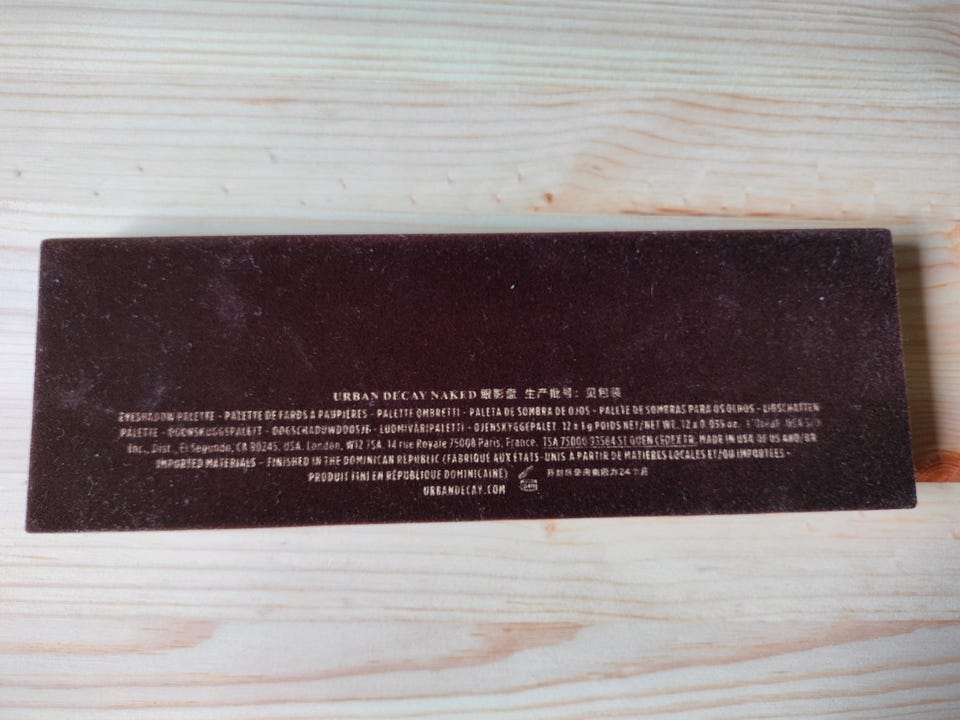 URBAN DECAY NAKED 眼影盘 生产批号：见包装
EYESHADOW PALETTE - PALETTE DE FARDS À PAUPIÈRES - PALETTE OMBRETTI - PALETA DE SOMBRA DE OJOS - PALETE DE SOMBRAS PARA OS OLHOS - LIDSCHATTEN
PALETTE - ÖGONSKUGGSPALETT - OOGSCHADUWDOOSJE - LUOMIVÄRIPALETTI - ØJENSKYGGEPALET 12 x 1 g POIDS NET/NET WT. 12 x 0.035 oz. L'Oréal USA S/D
Inc., Dist., El Segundo, CA 90245, USA. London, W12 7SA. 14 rue Royale 75008 Paris, France. TSA 75000 93584 ST OUEN CEDEX FR. MADE IN USA OF US AND/OR
IMPORTED MATERIALS - FINISHED IN THE DOMINICAN REPUBLIC (FABRIQUÉ AUX ÉTATS-UNIS À PARTIR DE MATIÈRES LOCALES ET/OU IMPORTÉES -
PRODUIT FINI EN RÉPUBLIQUE DOMINICAINE)
URBANDECAY.COM